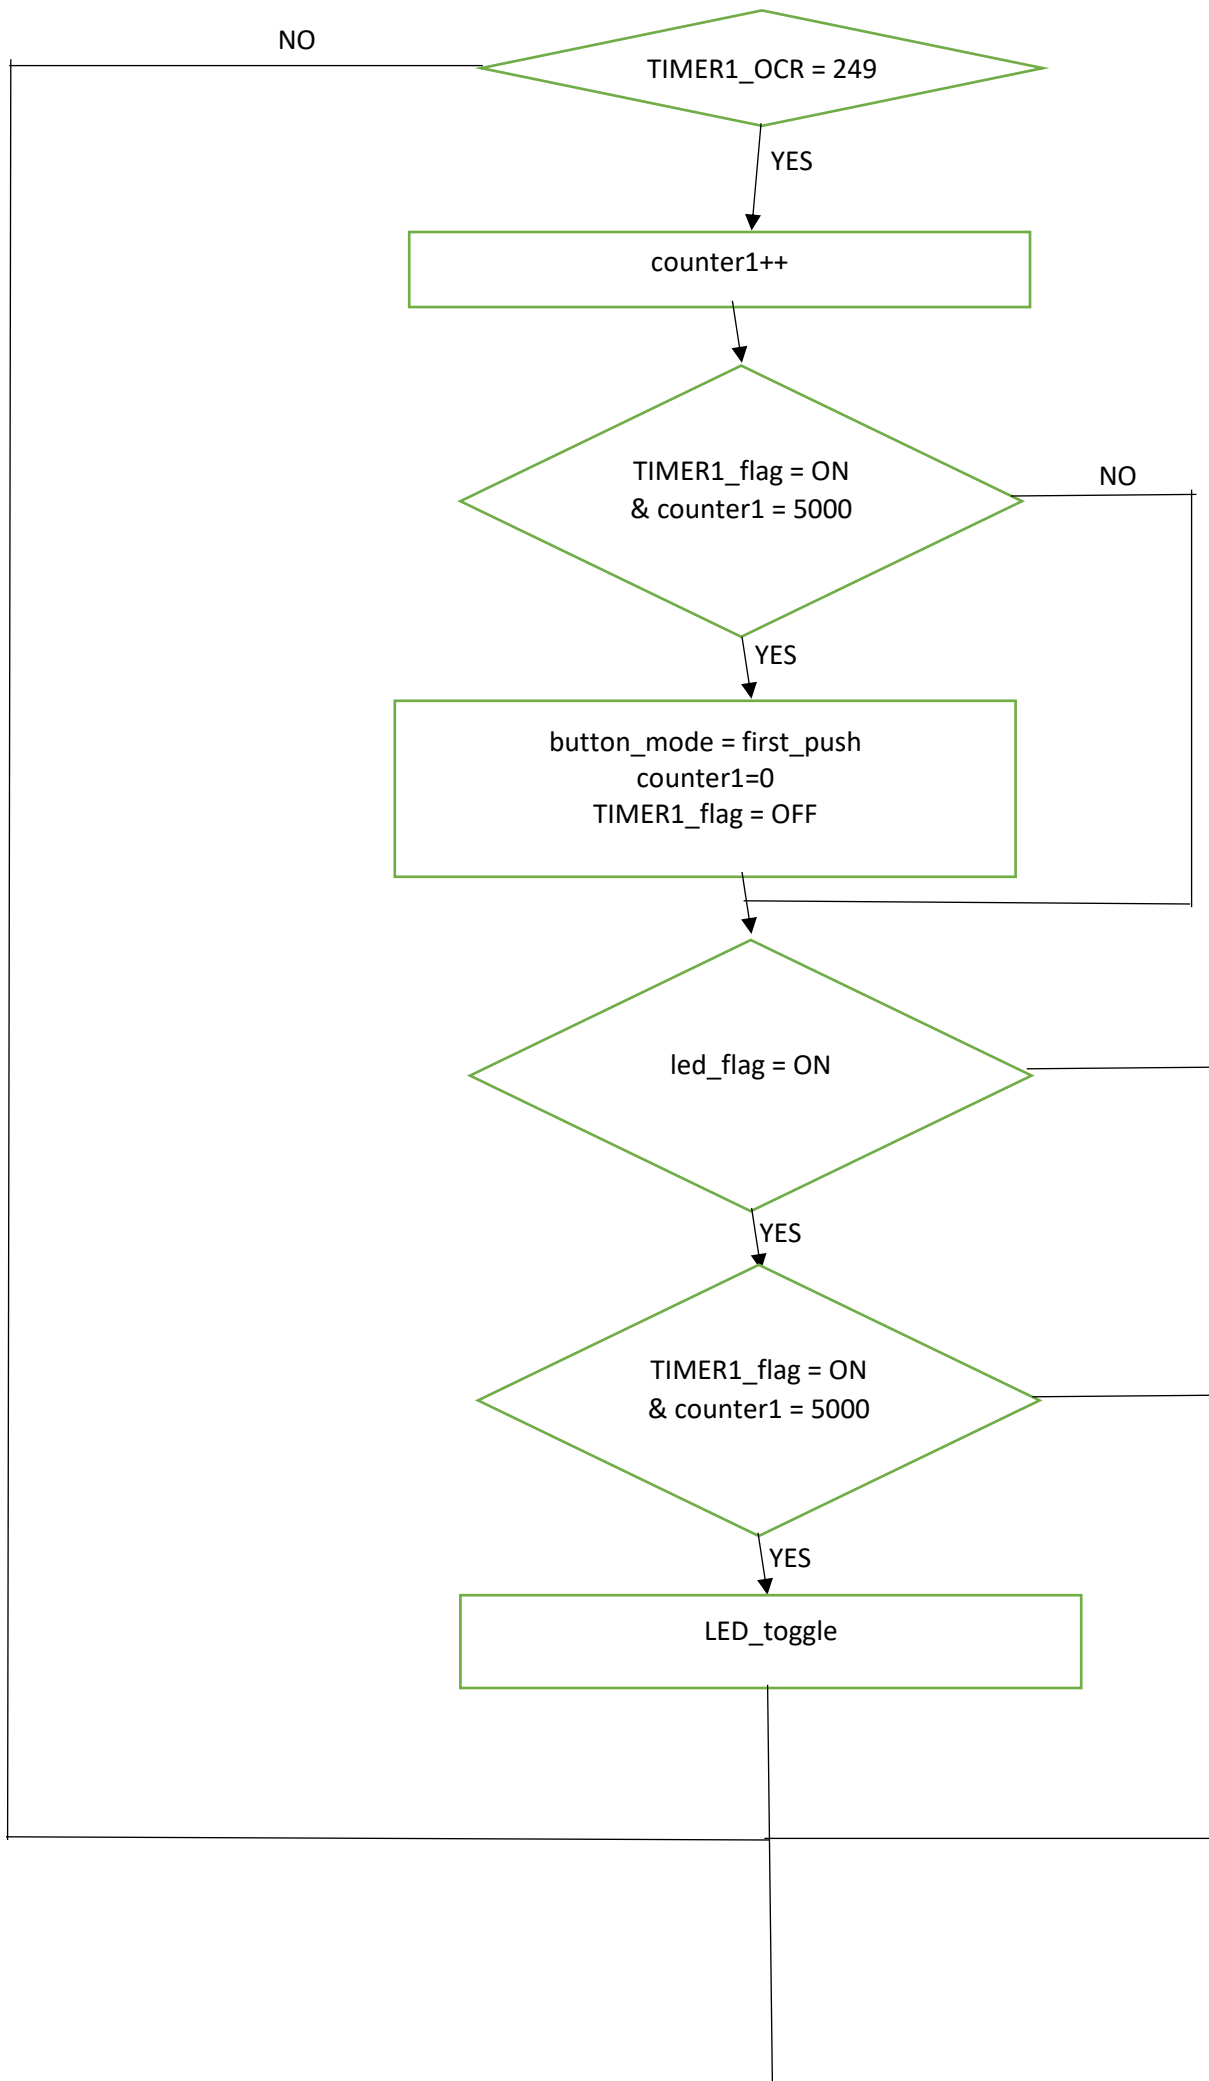 NO
TIMER1_OCR = 249
YES
counter1++
TIMER1_flag = ON
& counter1 = 5000
NO
YES
button_mode = first_push
counter1=0
TIMER1_flag = OFF
led_flag = ON
YES
TIMER1_flag = ON
& counter1 = 5000
YES
LED_toggle